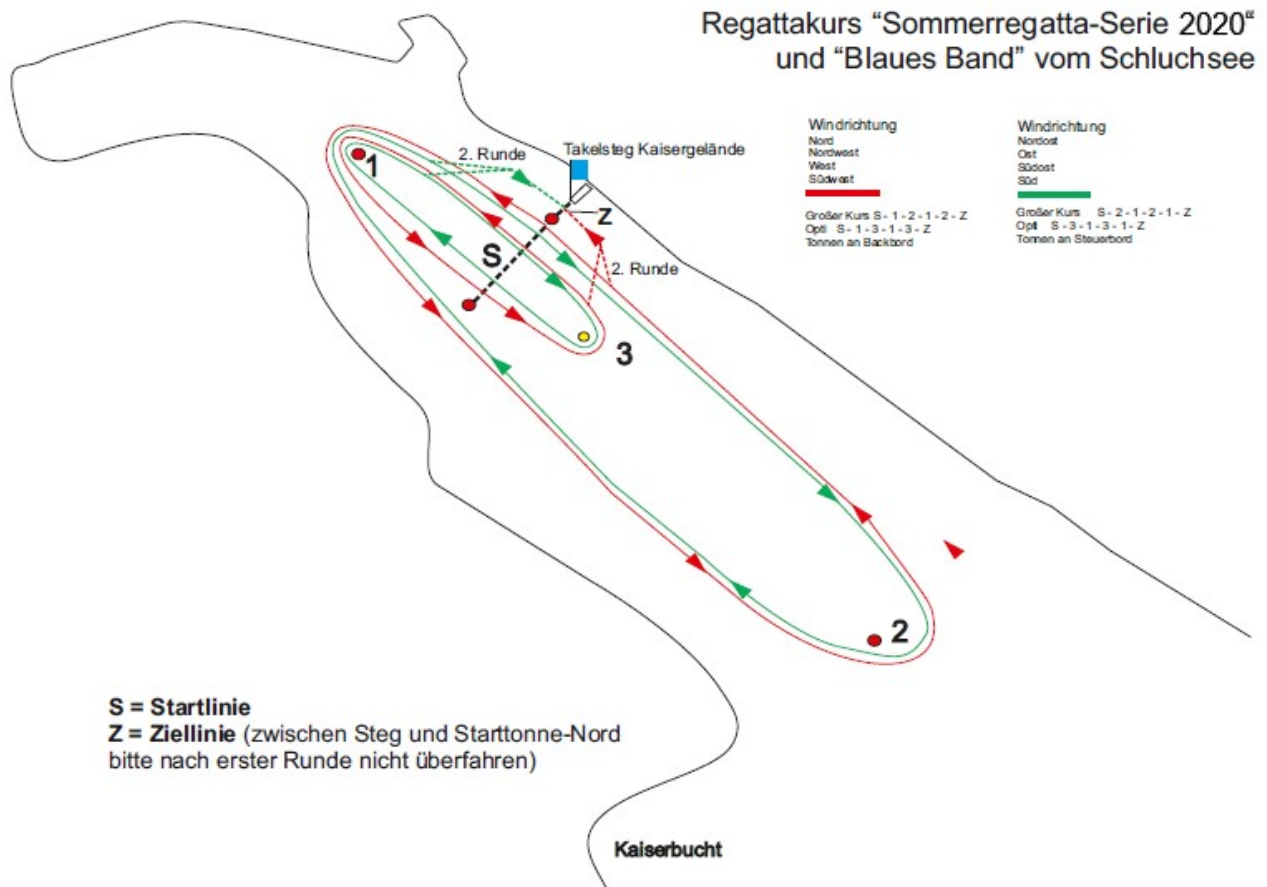 Regattakurs “Sommerregatta-Serie 2020“
und “Blaues Band” vom Schluchsee
Windrichtung
Nord
Nordwest
West
Südwest
Großer Kurs S - 1 - 2 - 1 - 2 - Z
Opti S - 1 - 3 - 1 - 3 - Z
Tonnen an Backbord
Windrichtung
Nordost
Ost
Südost
Süd
Großer Kurs S - 2 - 1 - 2 - 1 - Z
Opti S - 3 - 1 - 3 - 1 - Z
Tonnen an Steuerbord
2. Runde
Takelsteg Kaisergelände
1
Z
S
2. Runde
3
2
S = Startlinie
Z = Ziellinie (zwischen Steg und Starttonne-Nord
bitte nach erster Runde nicht überfahren)
Kaiserbucht